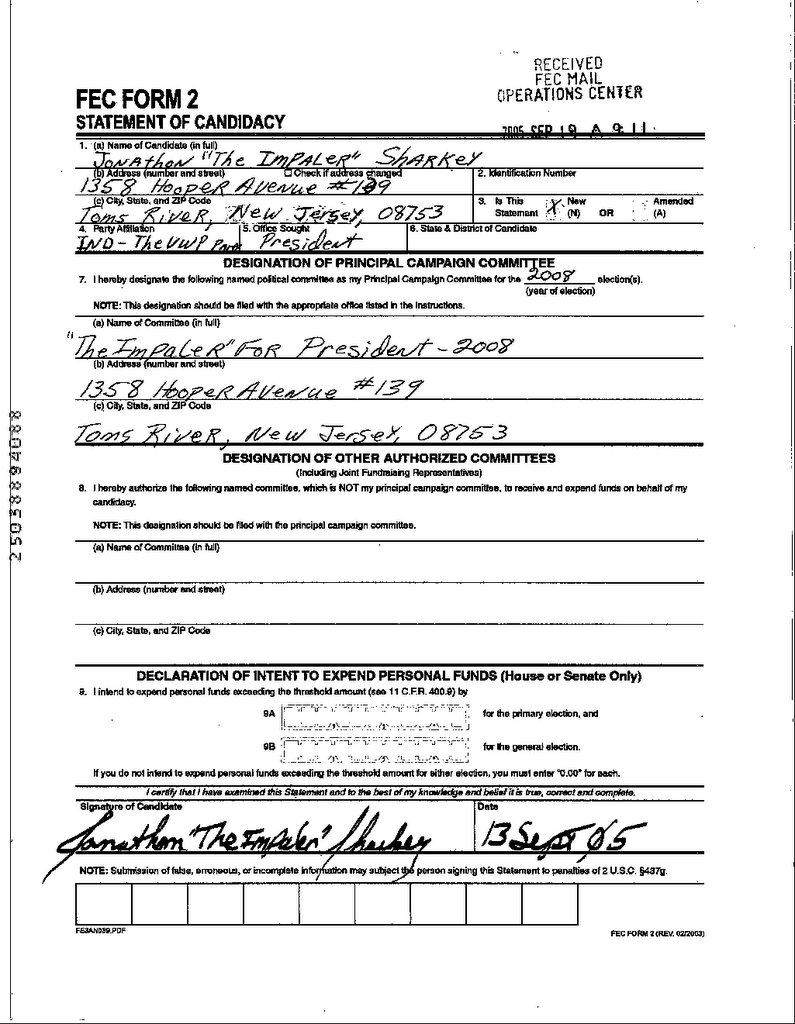 RECEIVED
FEC MAIL
OPERATIONS CENTER
2005 SEP 19 A 9:11
FEC FORM 2
STATEMENT OF CANDIDACY
1. (a) Name of Candidate (in full)
Jonathon "The Impaler" Sharkey
(b) Address (number and street) Check if address changed
1358 Hooper Avenue #139
2. Identification Number
(c) City, State, and ZIP Code
Toms River, New Jersey, 08753
3. Is This Statement X New (N) OR Amended (A)
4. Party Affiliation
IND - The VWP Party
5. Office Sought
President
6. State & District of Candidate
DESIGNATION OF PRINCIPAL CAMPAIGN COMMITTEE
7. I hereby designate the following named political committee as my Principal Campaign Committee for the 2008 election(s).
(year of election)
NOTE: This designation should be filed with the appropriate office listed in the instructions.
(a) Name of Committee (in full)
"The Impaler" For President - 2008
(b) Address (number and street)
1358 Hooper Avenue #139
(c) City, State, and ZIP Code
Toms River, New Jersey, 08753
DESIGNATION OF OTHER AUTHORIZED COMMITTEES
(Including Joint Fundraising Representatives)
8. I hereby authorize the following named committee, which is NOT my principal campaign committee, to receive and expend funds on behalf of my
candidacy.
NOTE: This designation should be filed with the principal campaign committee.
(a) Name of Committee (in full)
(b) Address (number and street)
(c) City, State, and ZIP Code
DECLARATION OF INTENT TO EXPEND PERSONAL FUNDS (House or Senate Only)
9. I intend to expend personal funds exceeding the threshold amount (see 11 C.F.R. 400.9) by
9A for the primary election, and
9B for the general election.
If you do not intend to expend personal funds exceeding the threshold amount for either election, you must enter "0.00" for each.
I certify that I have examined this Statement and to the best of my knowledge and belief it is true, correct and complete.
Signature of Candidate
Jonathon "The Impaler" Sharkey
Date
13 Sept 05
NOTE: Submission of false, erroneous, or incomplete information may subject the person signing this Statement to penalties of 2 U.S.C. §437g.
FE3AN039.PDF
FEC FORM 2 (REV. 02/2003)
25038894088